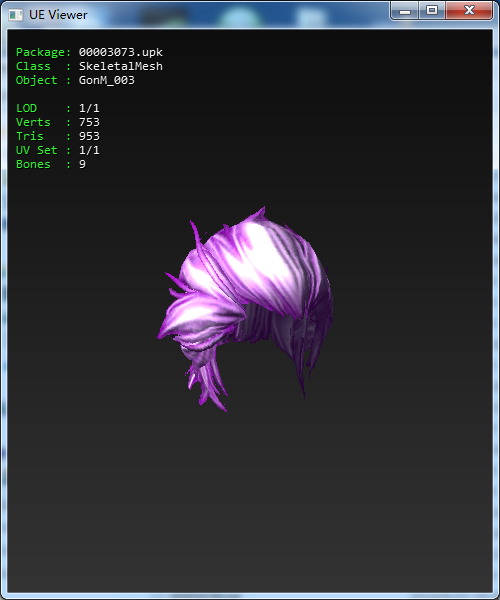 UE Viewer
Package: 00003073.upk
Class : SkeletalMesh
Object : GonM_003
LOD : 1/1
Verts : 753
Tris : 953
UV Set : 1/1
Bones : 9